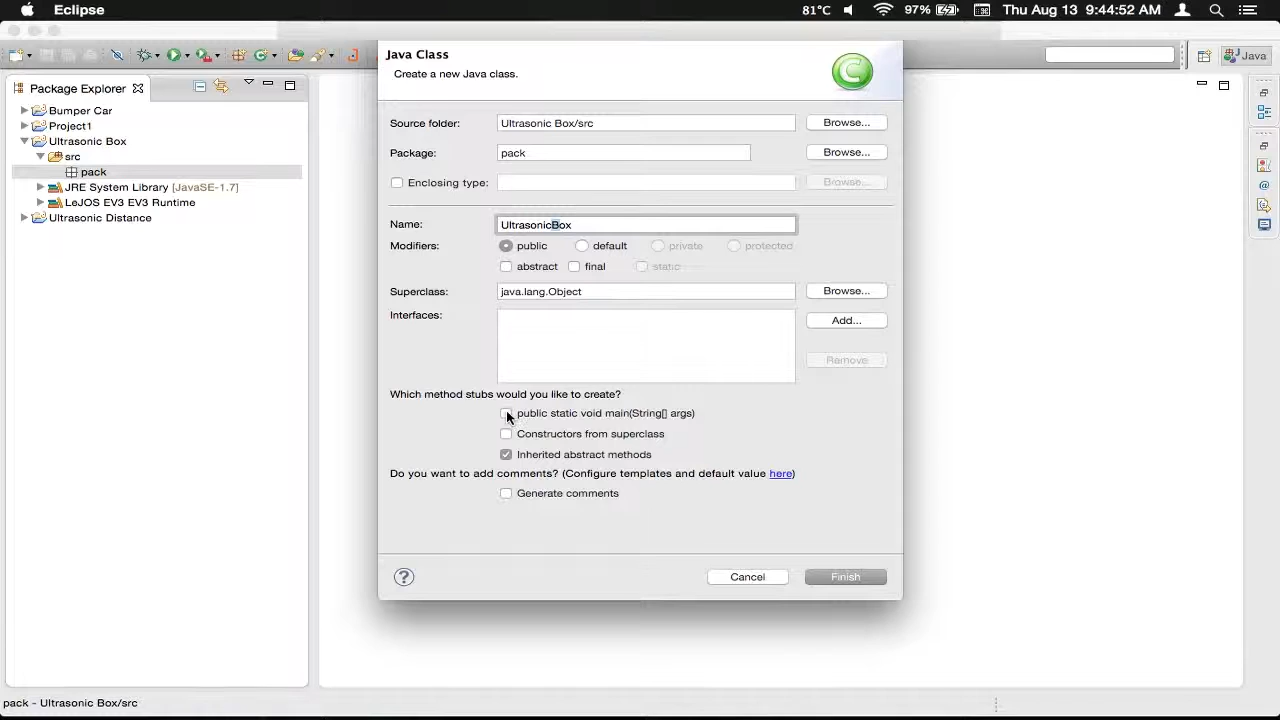 Eclipse 81°C 97% Thu Aug 13 9:44:52 AM
Java
Package Explorer
Bumper Car
Project1
Ultrasonic Box
src
pack
JRE System Library [JavaSE-1.7]
LeJOS EV3 EV3 Runtime
Ultrasonic Distance
Java Class
Create a new Java class.
Source folder: Ultrasonic Box/src Browse...
Package: pack Browse...
Enclosing type: Browse...
Name: UltrasonicBox
Modifiers: public default private protected
abstract final static
Superclass: java.lang.Object Browse...
Interfaces: Add...
Remove
Which method stubs would you like to create?
public static void main(String[] args)
Constructors from superclass
Inherited abstract methods
Do you want to add comments? (Configure templates and default value here)
Generate comments
? Cancel Finish
pack - Ultrasonic Box/src